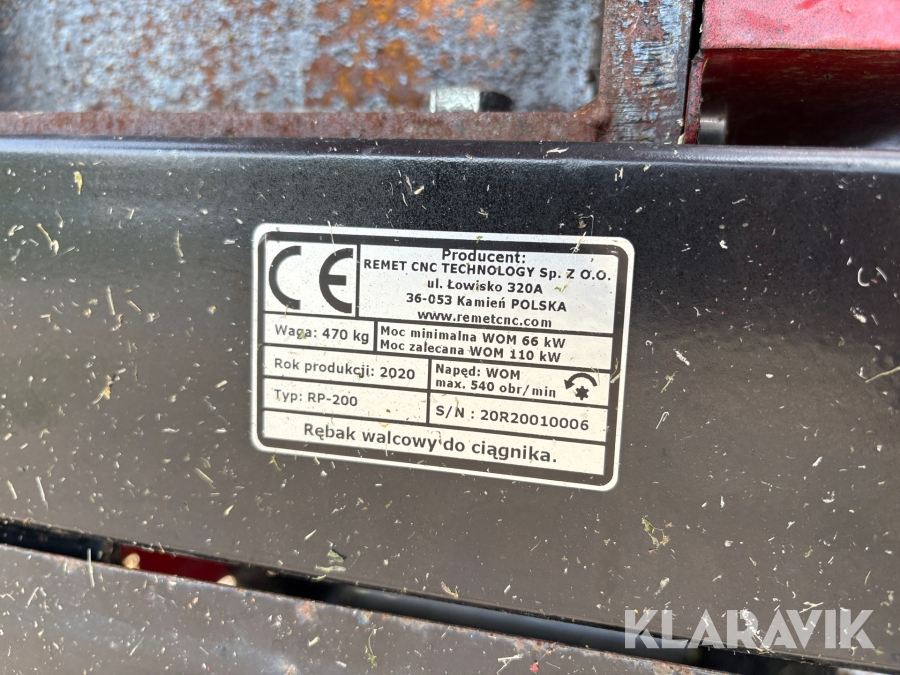 CE
Producent:
REMET CNC TECHNOLOGY Sp. Z O.O.
ul. Łowisko 320A
36-053 Kamień POLSKA
www.remetcnc.com
Waga: 470 kg
Moc minimalna WOM 66 kW
Moc zalecana WOM 110 kW
Rok produkcji: 2020
Napęd: WOM
max. 540 obr/min
Typ: RP-200
S/N : 20R20010006
Rębak walcowy do ciągnika.
KLARAVIK